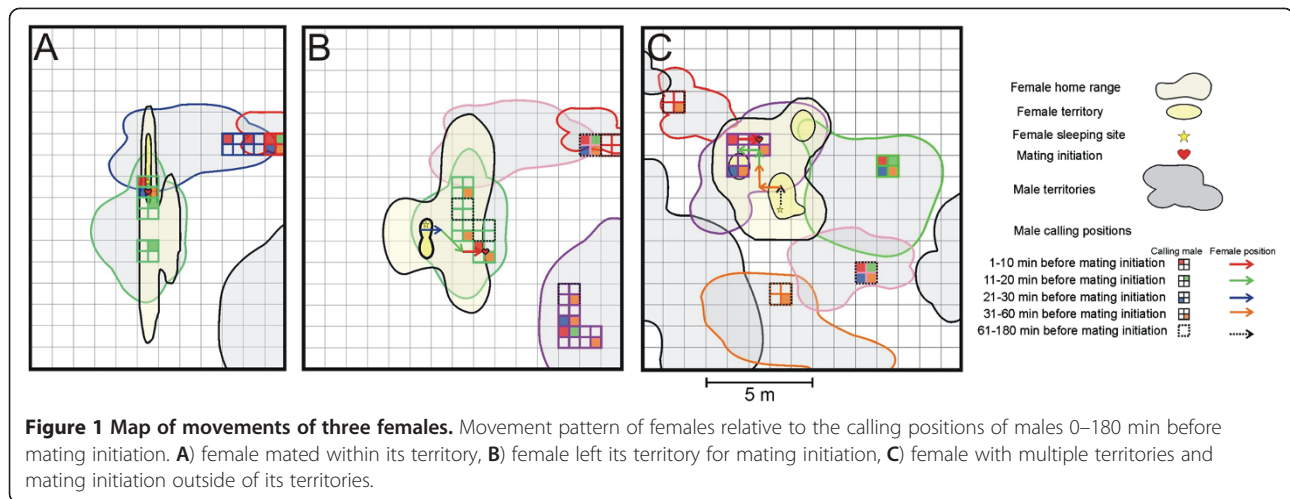 A
B
C
Female home range
Female territory
Female sleeping site
Mating initiation
Male territories
Male calling positions
Calling male Female position
1-10 min before mating initiation
11-20 min before mating initiation
21-30 min before mating initiation
31-60 min before mating initiation
61-180 min before mating initiation
5 m
Figure 1 Map of movements of three females. Movement pattern of females relative to the calling positions of males 0–180 min before
mating initiation. A) female mated within its territory, B) female left its territory for mating initiation, C) female with multiple territories and
mating initiation outside of its territories.